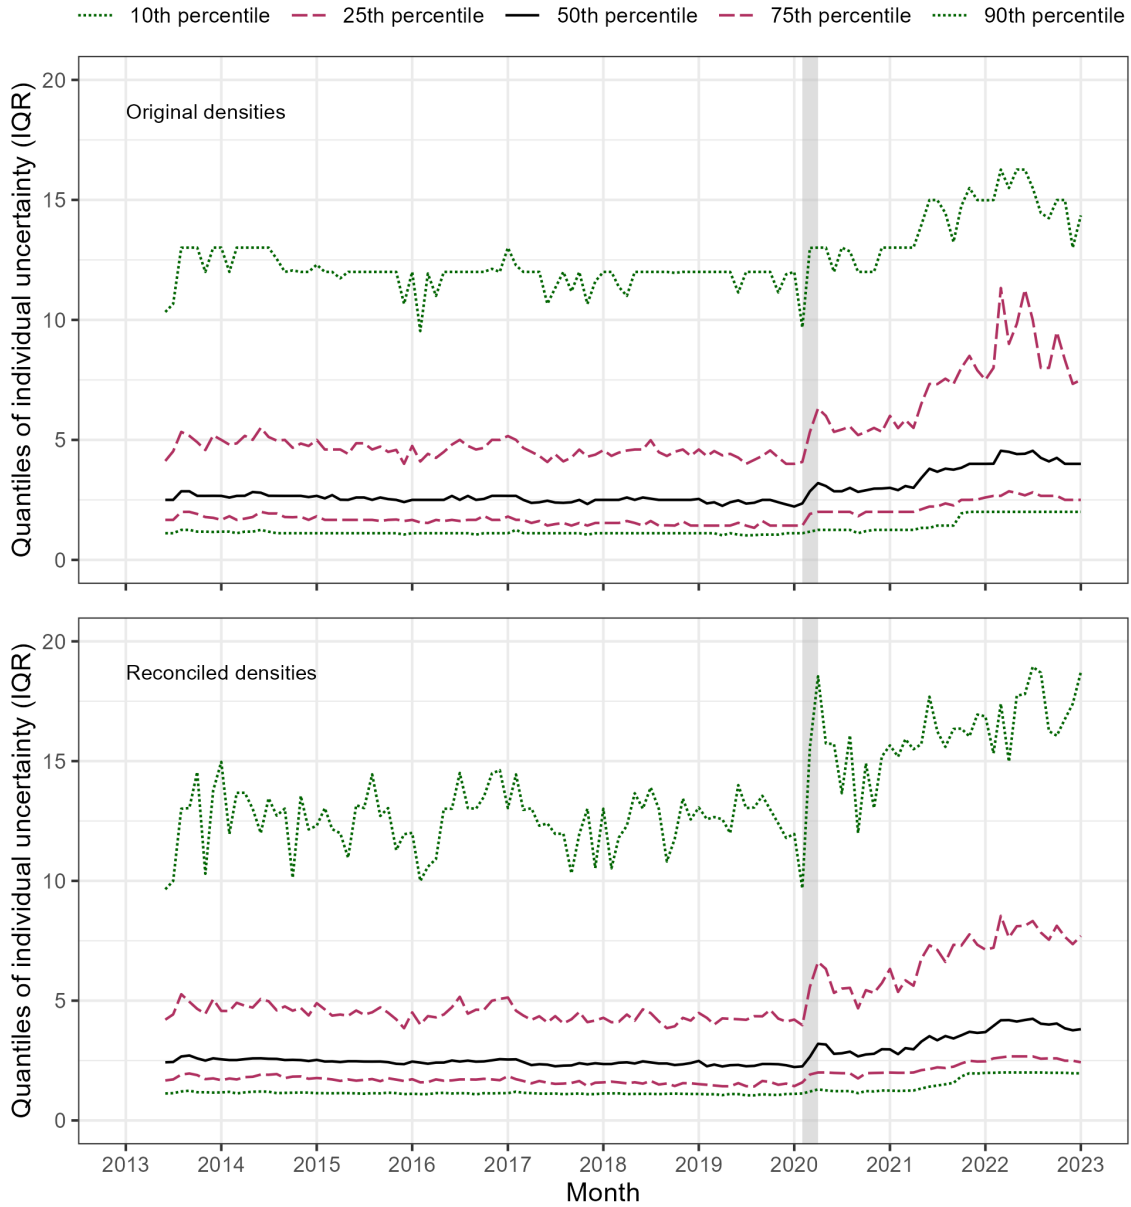 10th percentile 25th percentile 50th percentile 75th percentile 90th percentile
Quantiles of individual uncertainty (IQR)
20
15
10
5
0
Original densities
Quantiles of individual uncertainty (IQR)
20
15
10
5
0
Reconciled densities
2013 2014 2015 2016 2017 2018 2019 2020 2021 2022 2023
Month